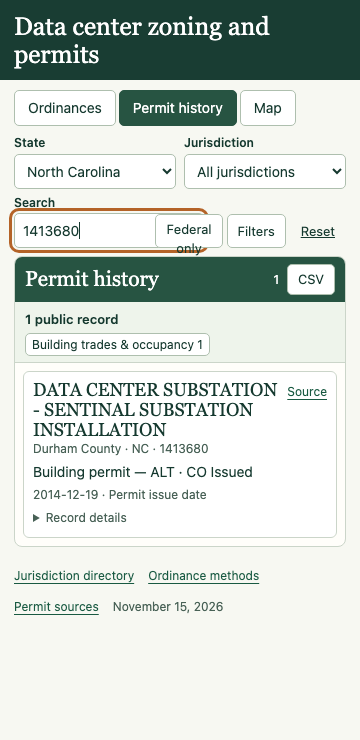 Data center zoning and
permits
Ordinances
Permit history
Map
State
Jurisdiction
North Carolina
All jurisdictions
Search
1413680
Federal
only
Filters
Reset
Permit history
1
CSV
1 public record
Building trades & occupancy 1
DATA CENTER SUBSTATION
- SENTINAL SUBSTATION
INSTALLATION
Source
Durham County · NC · 1413680
Building permit — ALT · CO Issued
2014-12-19 · Permit issue date
Record details
Jurisdiction directory
Ordinance methods
Permit sources
November 15, 2026